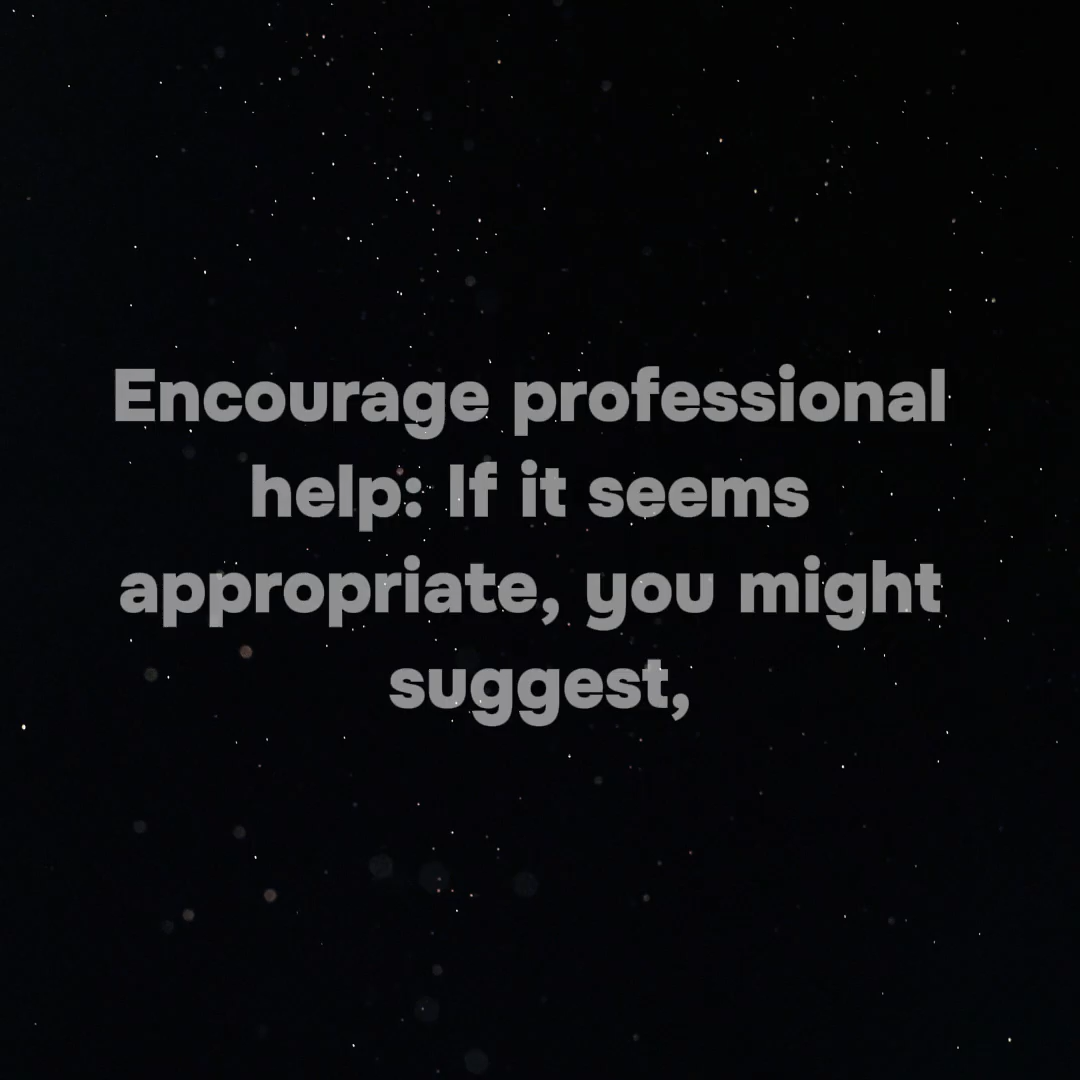 Encourage professional
help: If it seems
appropriate, you might
suggest,